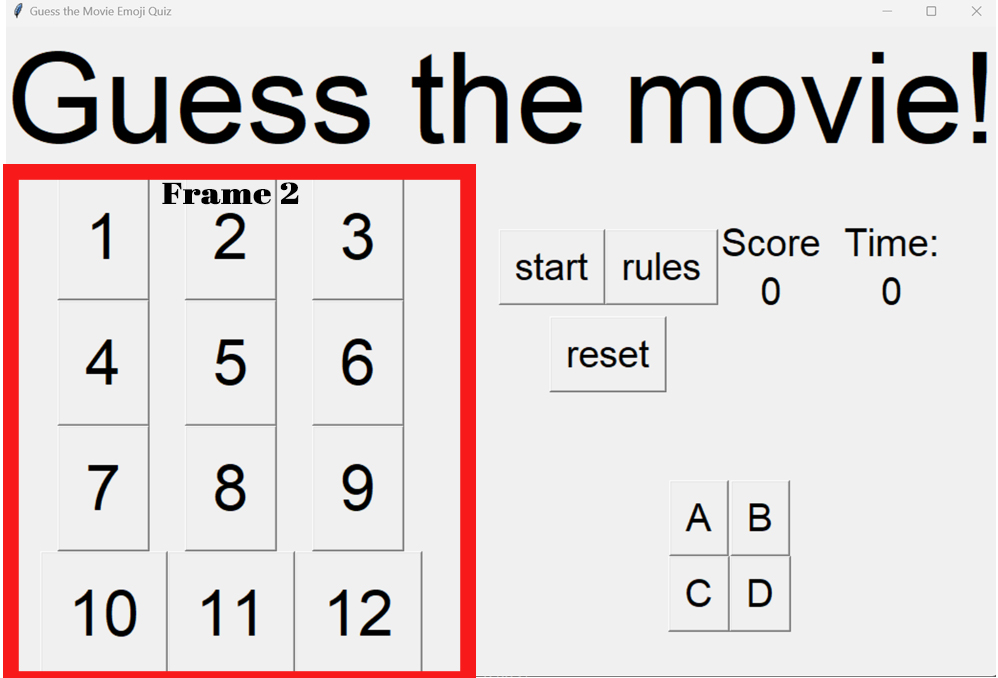 Guess the Movie Emoji Quiz
Guess the movie!
Frame 2
1 2 3
4 5 6
7 8 9
10 11 12
start rules Score Time:
0 0
reset
A B
C D